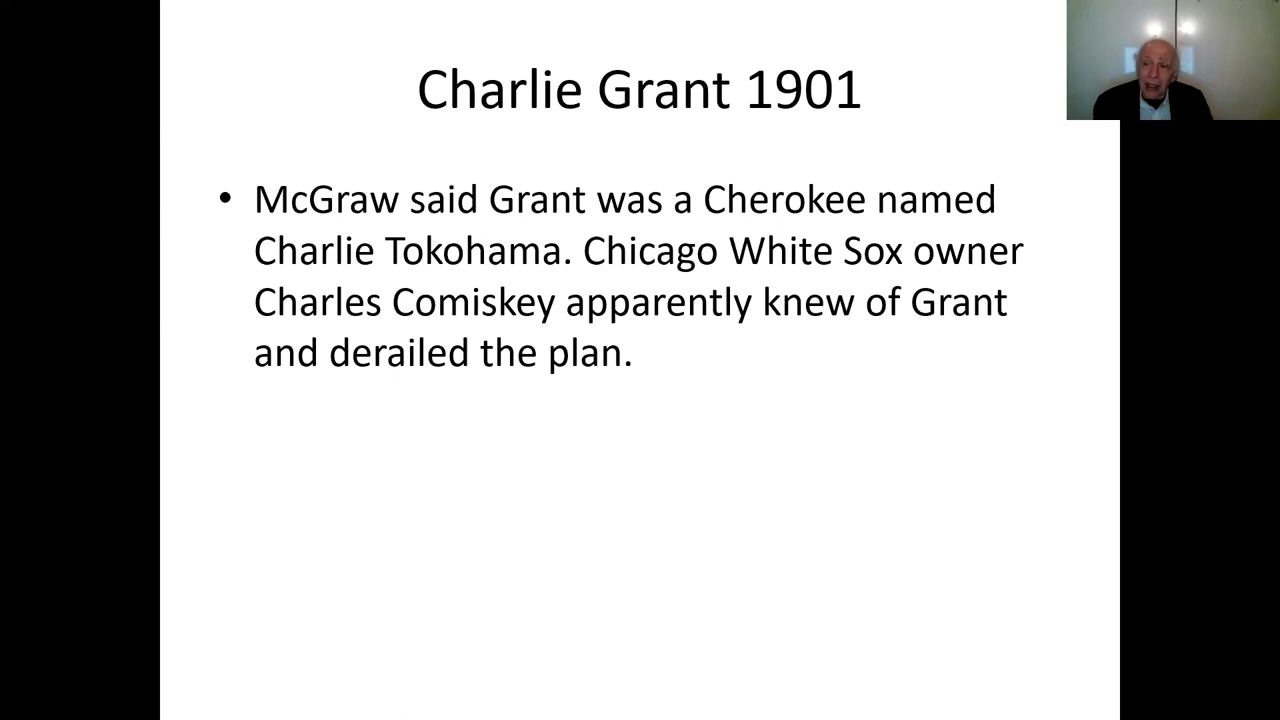 Charlie Grant 1901
• McGraw said Grant was a Cherokee named
Charlie Tokohama. Chicago White Sox owner
Charles Comiskey apparently knew of Grant
and derailed the plan.